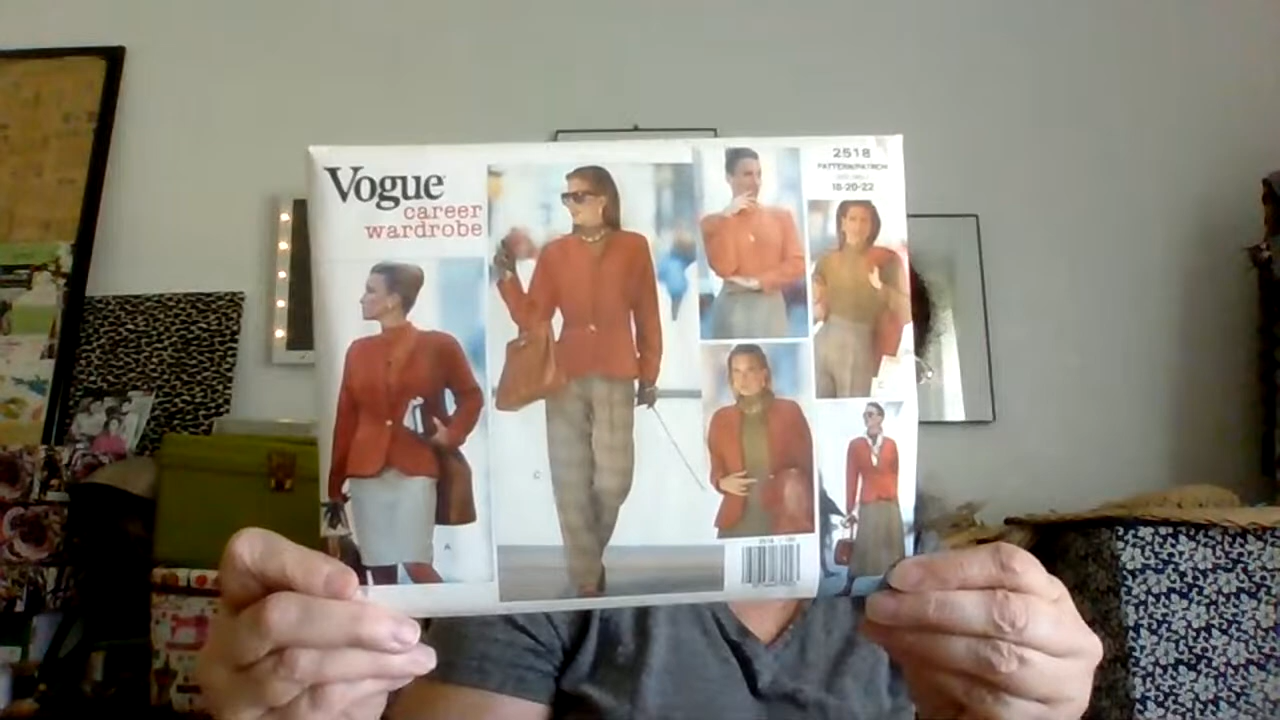 Vogue
career
wardrobe
2518
PATTERN/PATRON
18-20-22
A
C
C